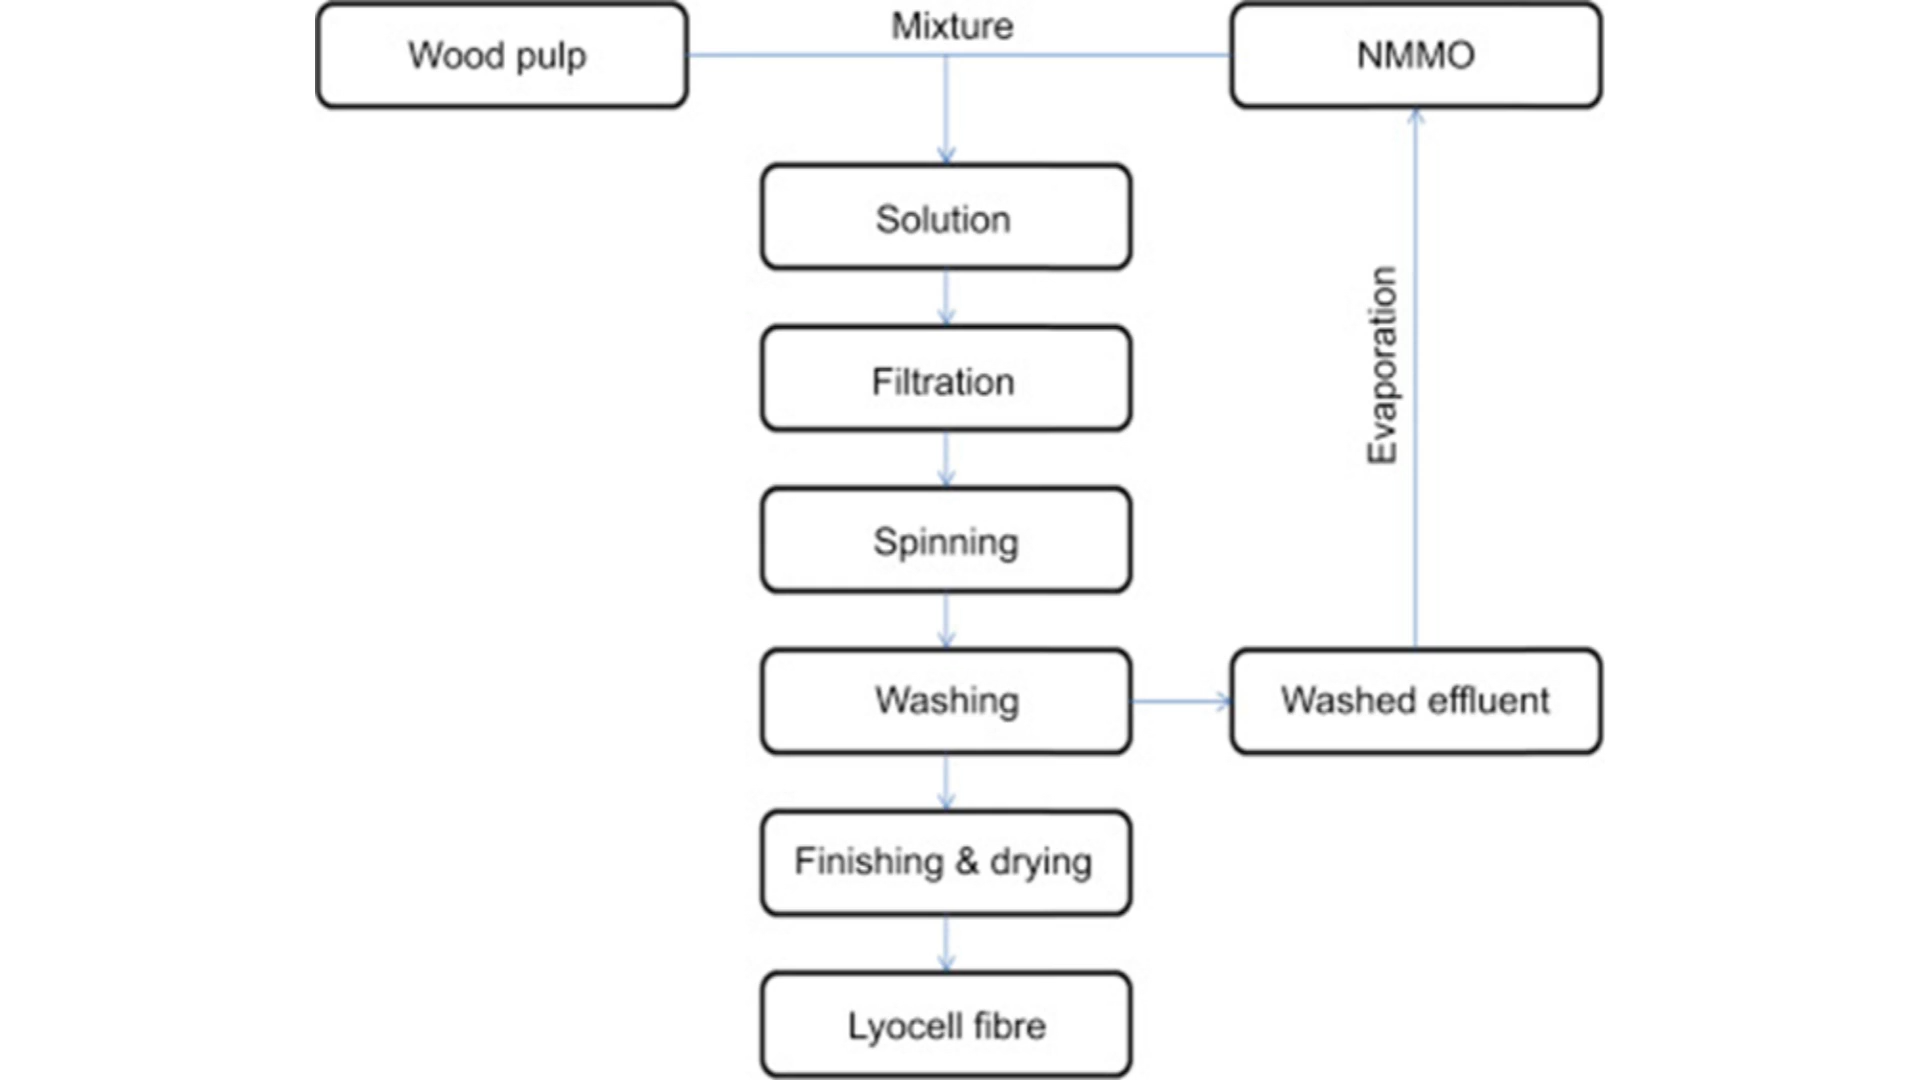 Wood pulp
Mixture
NMMO
Solution
Filtration
Evaporation
Spinning
Washing
Washed effluent
Finishing & drying
Lyocell fibre